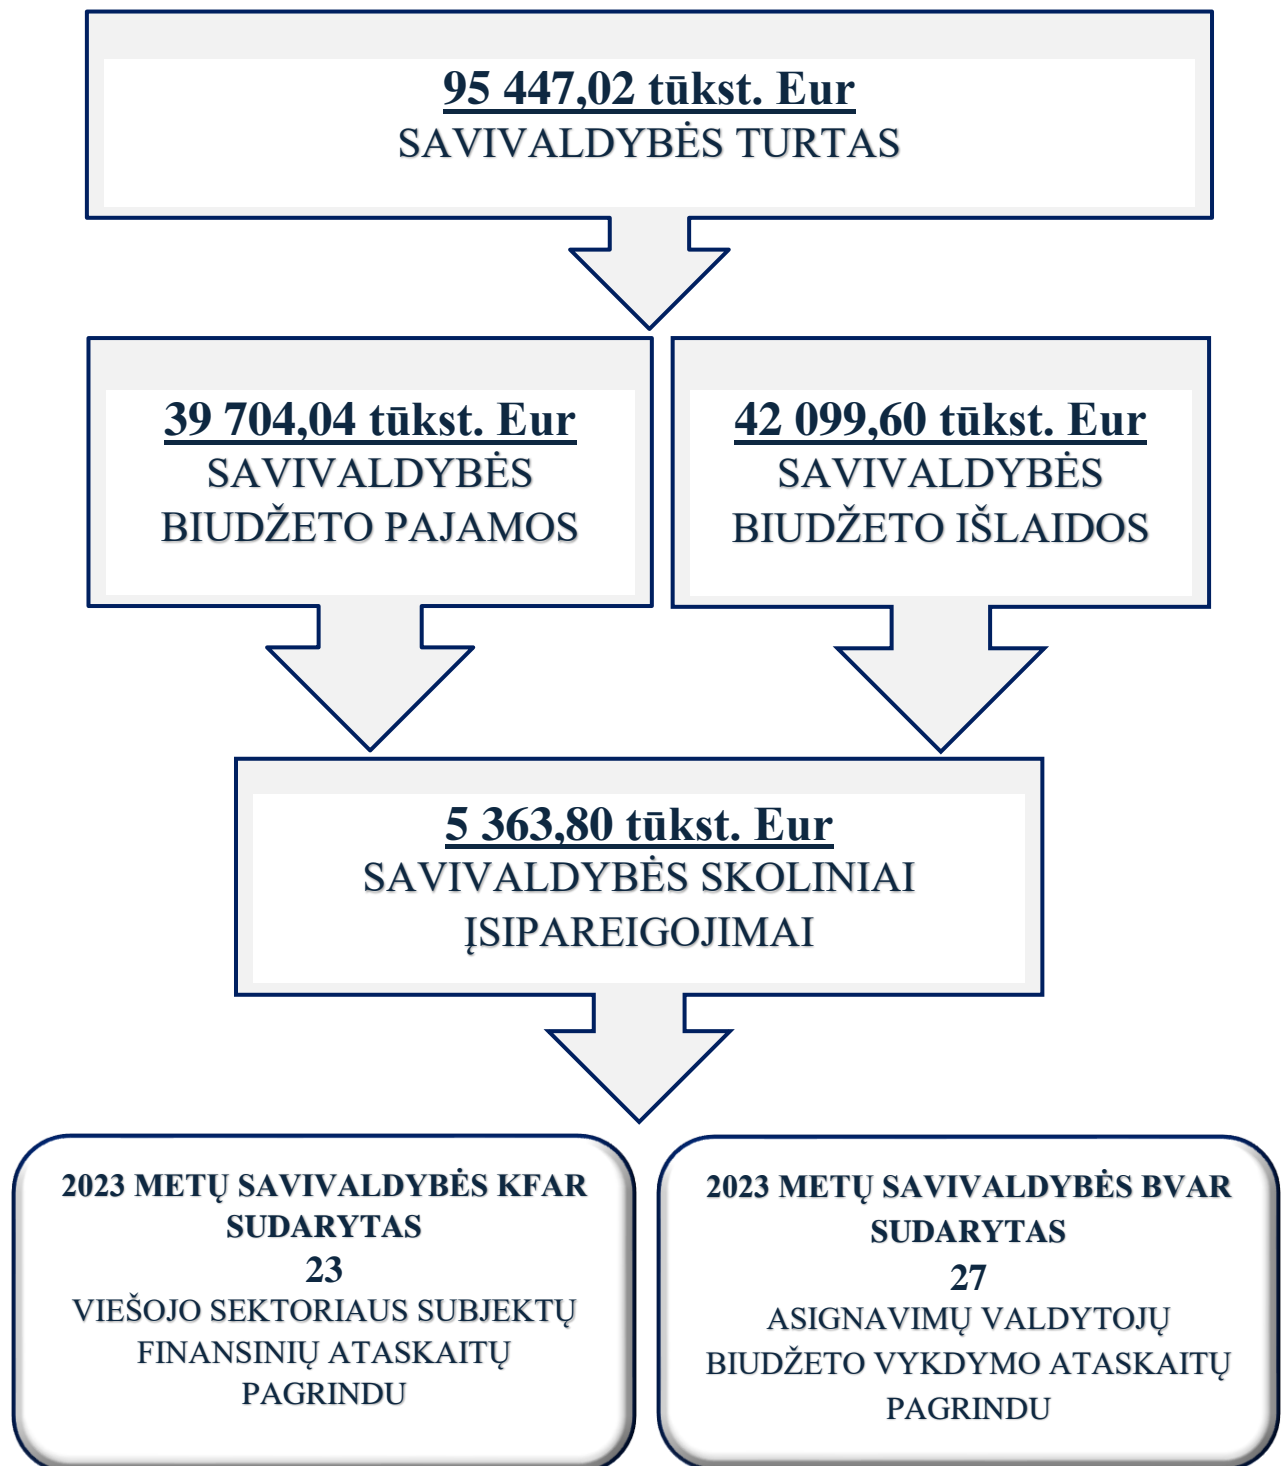 95 447,02 tūkst. Eur
SAVIVALDYBĖS TURTAS
39 704,04 tūkst. Eur
SAVIVALDYBĖS
BIUDŽETO PAJAMOS
42 099,60 tūkst. Eur
SAVIVALDYBĖS
BIUDŽETO IŠLAIDOS
5 363,80 tūkst. Eur
SAVIVALDYBĖS SKOLINIAI
ĮSIPAREIGOJIMAI
2023 METŲ SAVIVALDYBĖS KFAR
SUDARYTAS
23
VIEŠOJO SEKTORIAUS SUBJEKTŲ
FINANSINIŲ ATASKAITŲ
PAGRINDU
2023 METŲ SAVIVALDYBĖS BVAR
SUDARYTAS
27
ASIGNAVIMŲ VALDYTOJŲ
BIUDŽETO VYKDYMO ATASKAITŲ
PAGRINDU